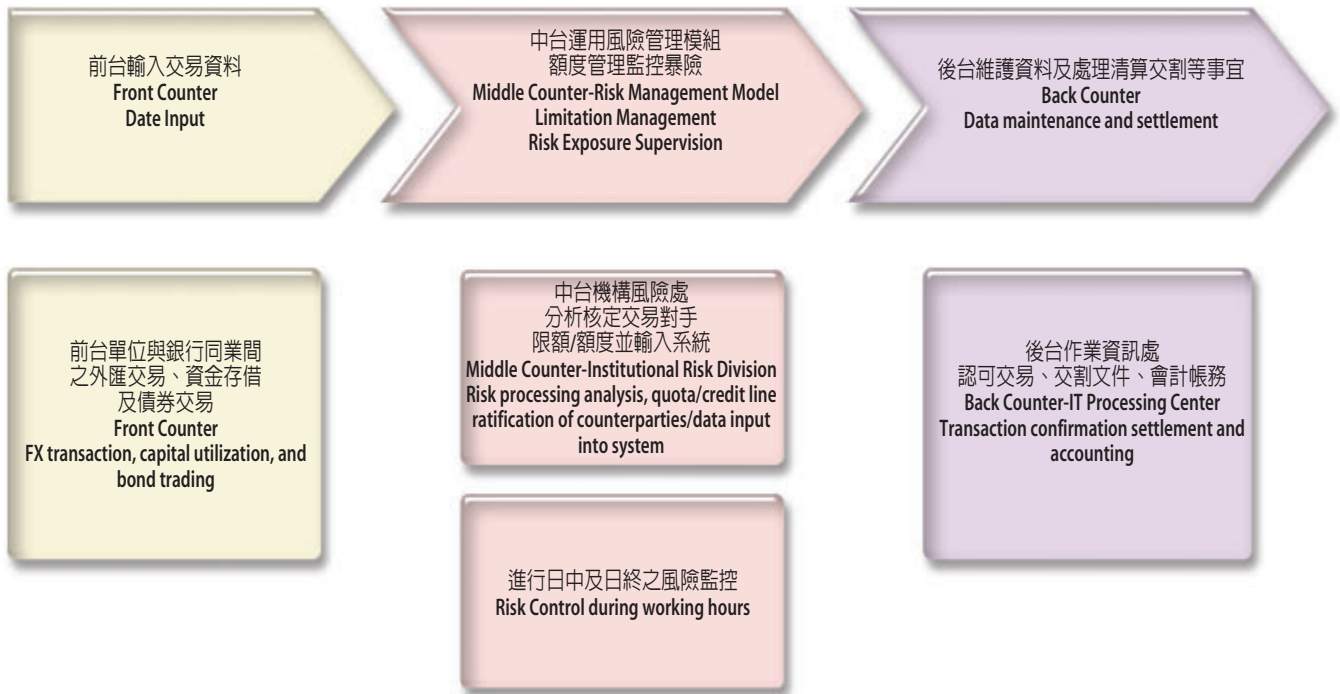 前台輸入交易資料
Front Counter
Date Input
中台運用風險管理模組
額度管理監控暴險
Middle Counter-Risk Management Model
Limitation Management
Risk Exposure Supervision
後台維護資料及處理清算交割等事宜
Back Counter
Data maintenance and settlement
前台單位與銀行同業間
之外匯交易、資金存借
及債券交易
Front Counter
FX transaction, capital utilization, and
bond trading
中台機構風險處
分析核定交易對手
限額/額度並輸入系統
Middle Counter-Institutional Risk Division
Risk processing analysis, quota/credit line
ratification of counterparties/data input
into system
後台作業資訊處
認可交易、交割文件、會計帳務
Back Counter-IT Processing Center
Transaction confirmation settlement and
accounting
進行日中及日終之風險監控
Risk Control during working hours